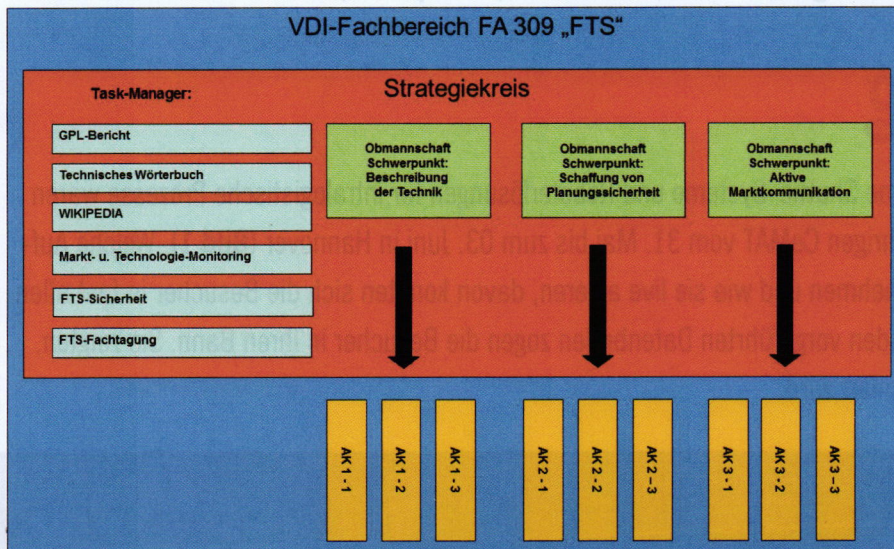 VDI-Fachbereich FA 309 „FTS“
Task-Manager:
Strategiekreis
GPL-Bericht
Technisches Wörterbuch
WIKIPEDIA
Markt- u. Technologie-Monitoring
FTS-Sicherheit
FTS-Fachtagung
Obmannschaft
Schwerpunkt:
Beschreibung
der Technik
Obmannschaft
Schwerpunkt:
Schaffung von
Planungssicherheit
Obmannschaft
Schwerpunkt:
Aktive
Marktkommunikation
AK 1 - 1
AK 1 - 2
AK 1 - 3
AK 2 - 1
AK 2 - 2
AK 2 – 3
AK 3 - 1
AK 3 - 2
AK 3 – 3